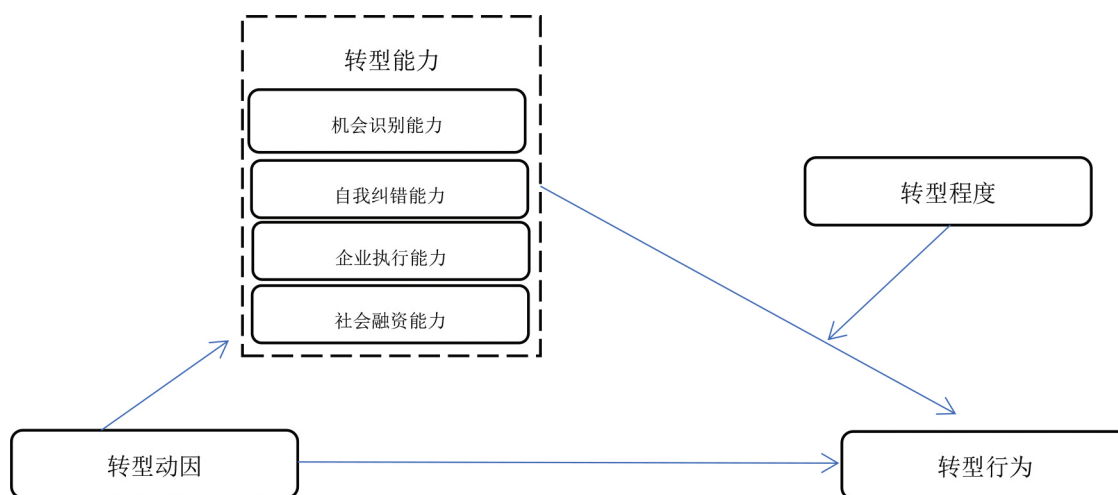 转型能力
机会识别能力
自我纠错能力
企业执行能力
社会融资能力
转型程度
转型动因
转型行为